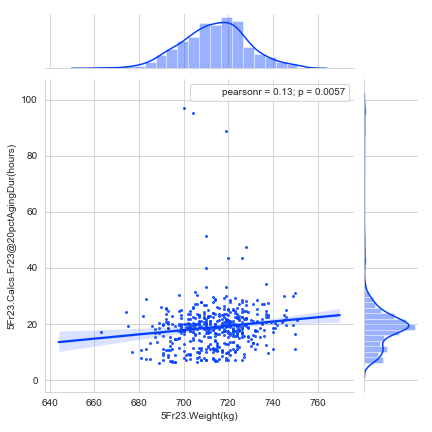 pearsonr = 0.13; p = 0.0057
100
80
60
40
20
0
5Fr23.Calcs.Fr23@20pctAgingDur(hours)
640 660 680 700 720 740 760
5Fr23.Weight(kg)